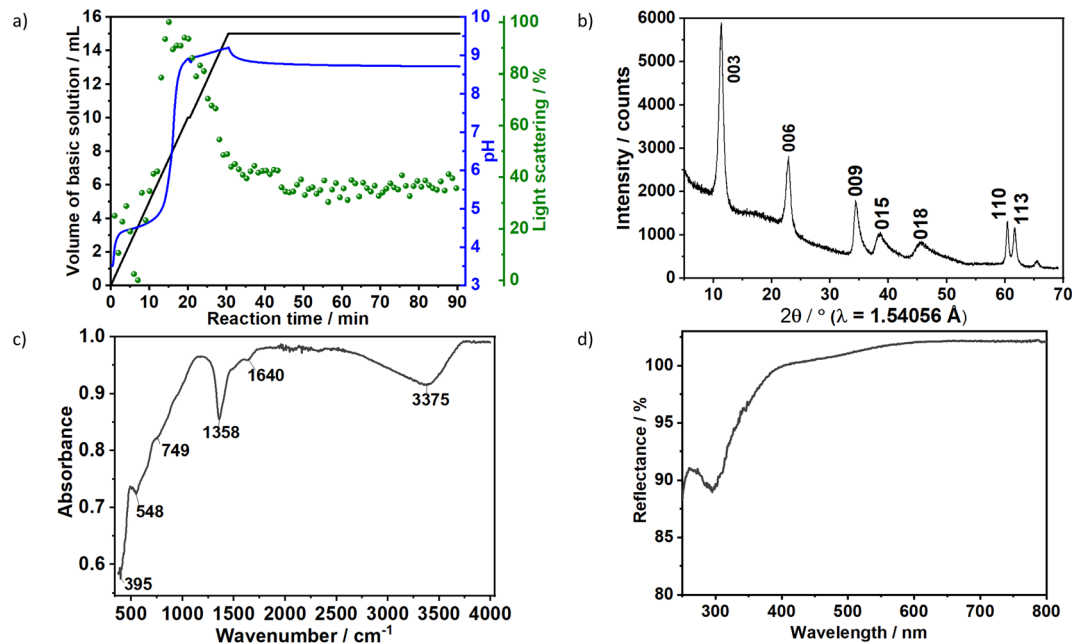 a)
Volume of basic solution / mL
16
14
12
10
8
6
4
2
0
0 10 20 30 40 50 60 70 80 90
Reaction time / min
10
9
8
7
6
5
4
3
pH
100
80
60
40
20
0
Light scattering / %
b)
Intensity / counts
6000
5000
4000
3000
2000
1000
0
003
006
009
015
018
110
113
10 20 30 40 50 60 70
2θ / ° (λ = 1.54056 Å)
c)
Absorbance
1.0
0.9
0.8
0.7
0.6
395
548
749
1358
1640
3375
500 1000 1500 2000 2500 3000 3500 4000
Wavenumber / cm⁻¹
d)
Reflectance / %
100
95
90
85
80
300 400 500 600 700 800
Wavelength / nm